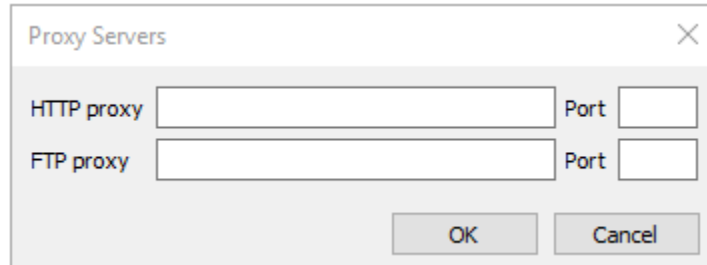 Proxy Servers
HTTP proxy Port
FTP proxy Port
OK Cancel